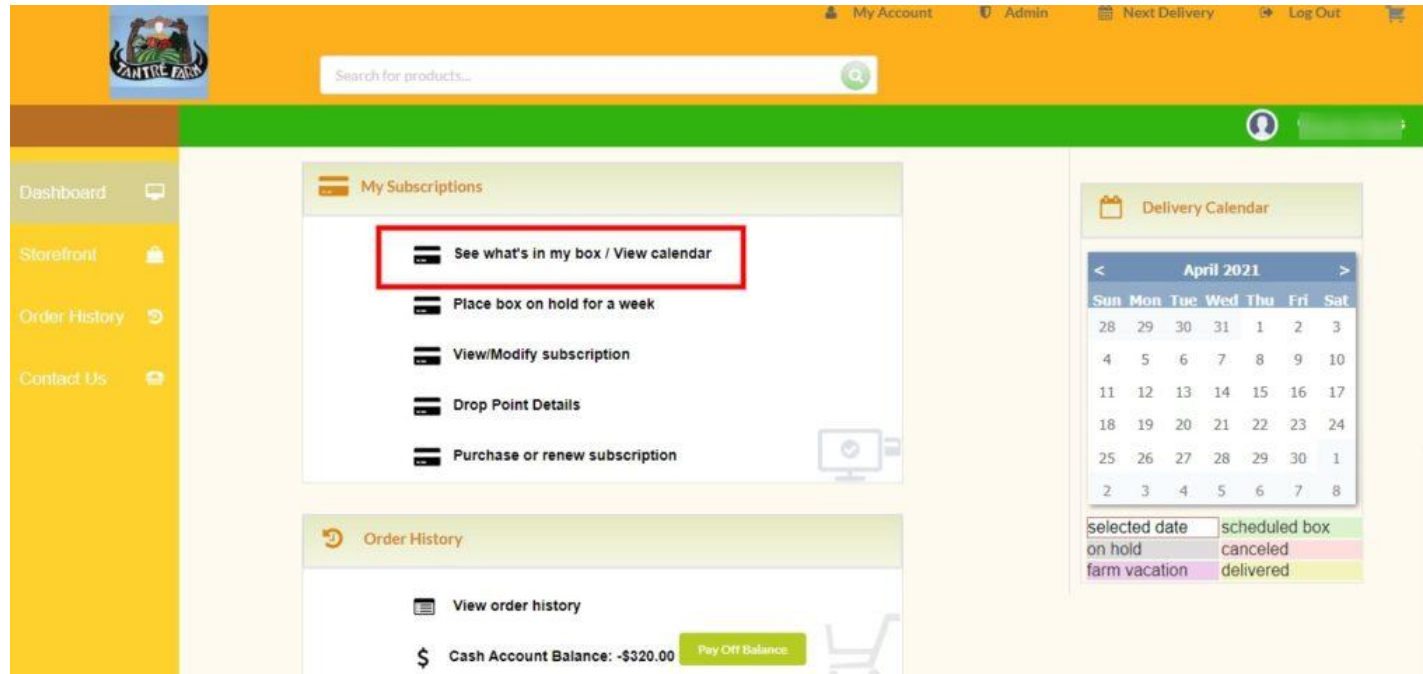 My Account
Admin
Next Delivery
Log Out
TANTRÉ FARM
Search for products...
Dashboard
Storefront
Order History
Contact Us
My Subscriptions
See what's in my box / View calendar
Place box on hold for a week
View/Modify subscription
Drop Point Details
Purchase or renew subscription
Order History
View order history
$ Cash Account Balance: -$320.00
Pay Off Balance
Delivery Calendar
< April 2021 >
Sun Mon Tue Wed Thu Fri Sat
28 29 30 31 1 2 3
4 5 6 7 8 9 10
11 12 13 14 15 16 17
18 19 20 21 22 23 24
25 26 27 28 29 30 1
2 3 4 5 6 7 8
selected date scheduled box
on hold canceled
farm vacation delivered